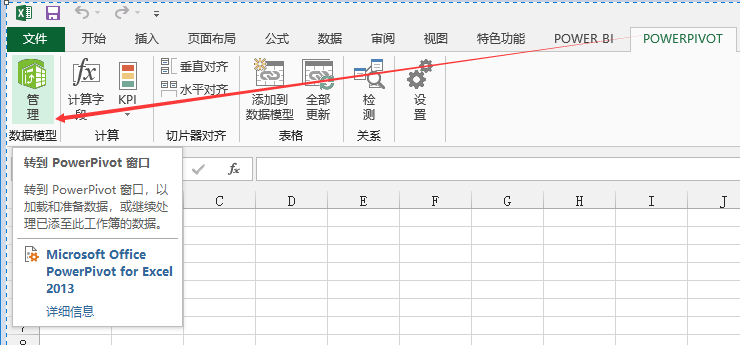 文件 开始 插入 页面布局 公式 数据 审阅 视图 特色功能 POWER BI POWERPIVOT
管理
计算字段
KPI
垂直对齐
水平对齐
添加到
数据模型
全部
更新
检测
设置
数据模型 计算 切片器对齐 表格 关系
转到 PowerPivot 窗口
转到 PowerPivot 窗口，以
加载和准备数据，或继续处
理已添至此工作簿的数据。
Microsoft Office
PowerPivot for Excel
2013
详细信息
fx
C D E F G H I J